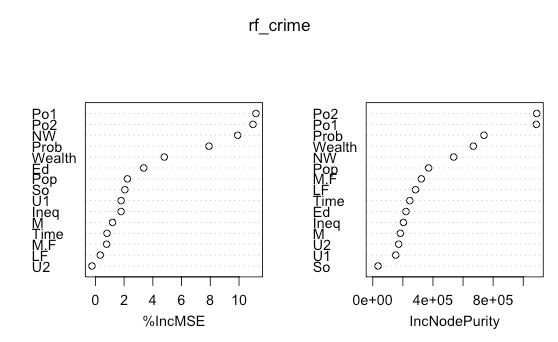 rf_crime
Po1
Po2
NW
Prob
Wealth
Ed
Pop
So
U1
Ineq
M
Time
M.F
LF
U2
0 2 4 6 8 10
%IncMSE
Po2
Po1
Prob
Wealth
NW
Pop
M.F
LF
Time
Ed
Ineq
M
U2
U1
So
0e+00 4e+05 8e+05
IncNodePurity